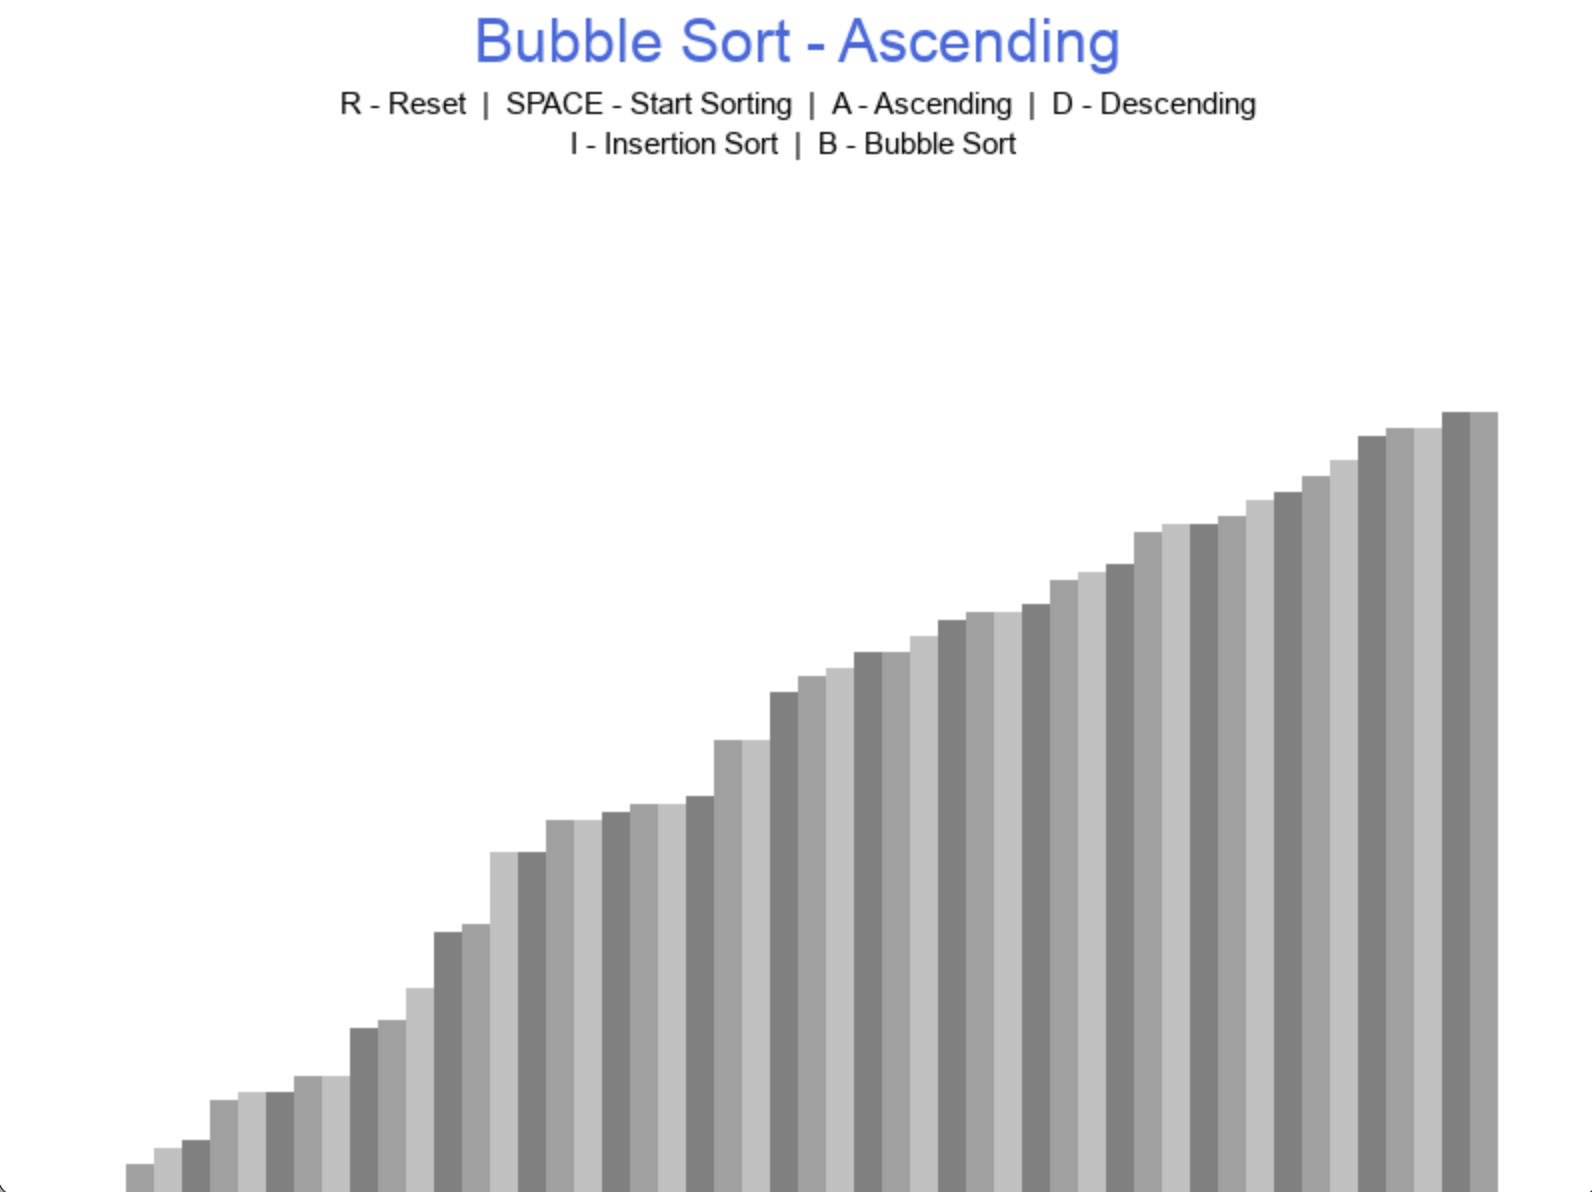 Bubble Sort - Ascending
R - Reset | SPACE - Start Sorting | A - Ascending | D - Descending
I - Insertion Sort | B - Bubble Sort